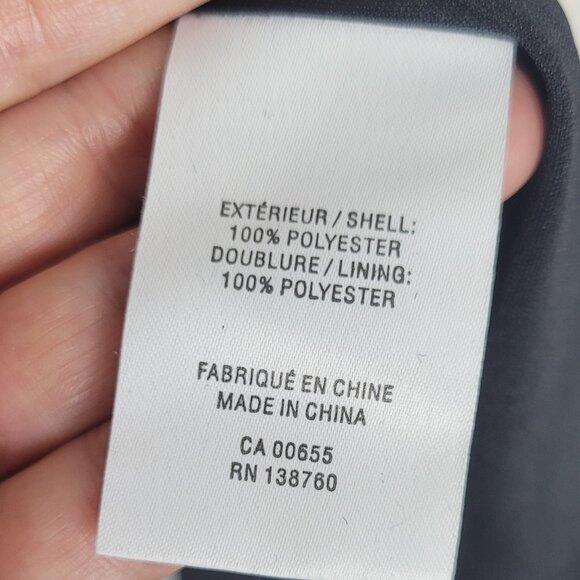 EXTÉRIEUR / SHELL:
100% POLYESTER
DOUBLURE / LINING:
100% POLYESTER
FABRIQUÉ EN CHINE
MADE IN CHINA
CA 00655
RN 138760